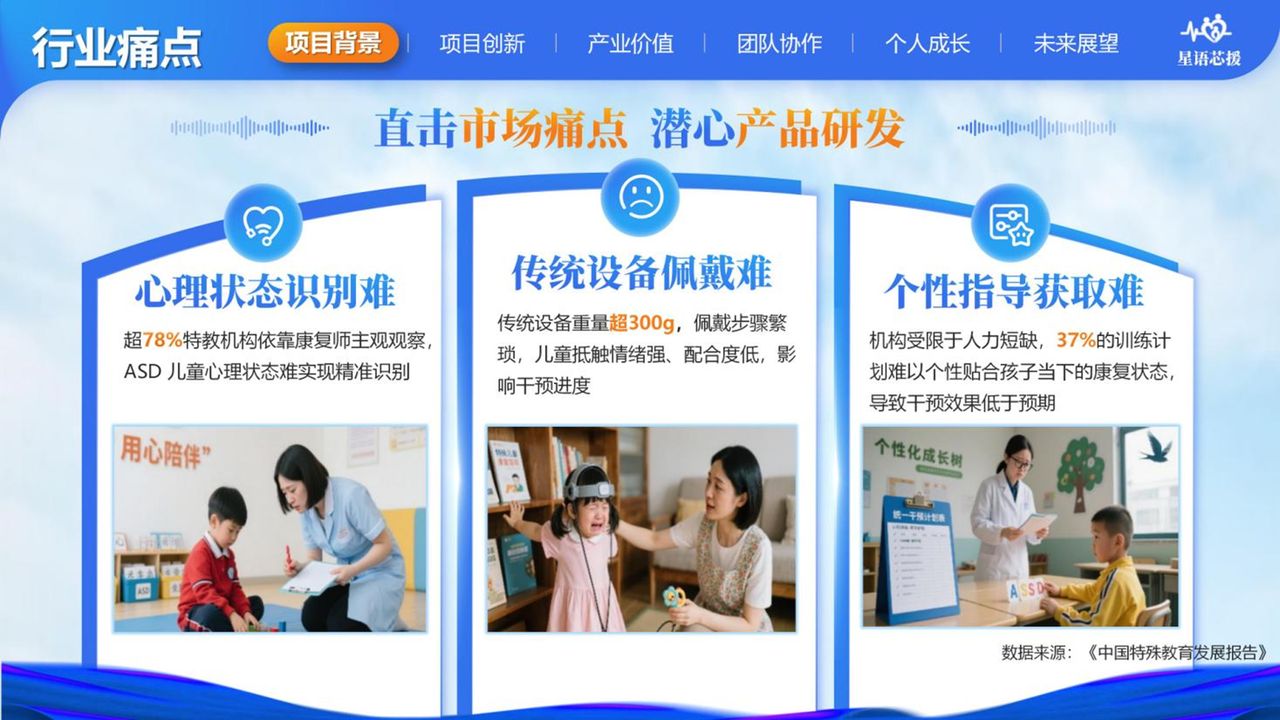 行业痛点
项目背景
项目创新
产业价值
团队协作
个人成长
未来展望
星语芯援
直击市场痛点 潜心产品研发
心理状态识别难
超78%特教机构依靠康复师主观观察,
ASD 儿童心理状态难实现精准识别
用心陪伴”
ASD
传统设备佩戴难
传统设备重量超300g，佩戴步骤繁
琐，儿童抵触情绪强、配合度低，影
响干预进度
个性指导获取难
机构受限于人力短缺，37%的训练计
划难以个性贴合孩子当下的康复状态，
导致干预效果低于预期
个性化成长树
统一干预计划表
ASSD
数据来源：《中国特殊教育发展报告》